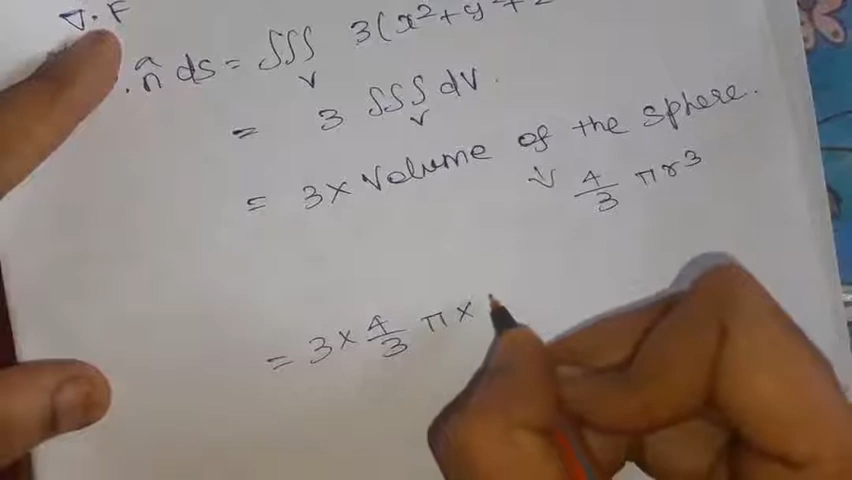 ∇.F
. n̂ ds = ∭ 3(x²+y²+z
V
= 3 ∭ dV.
V
= 3× Volume of the sphere.
↓ 4/3 πr³
= 3 × 4/3 π ×